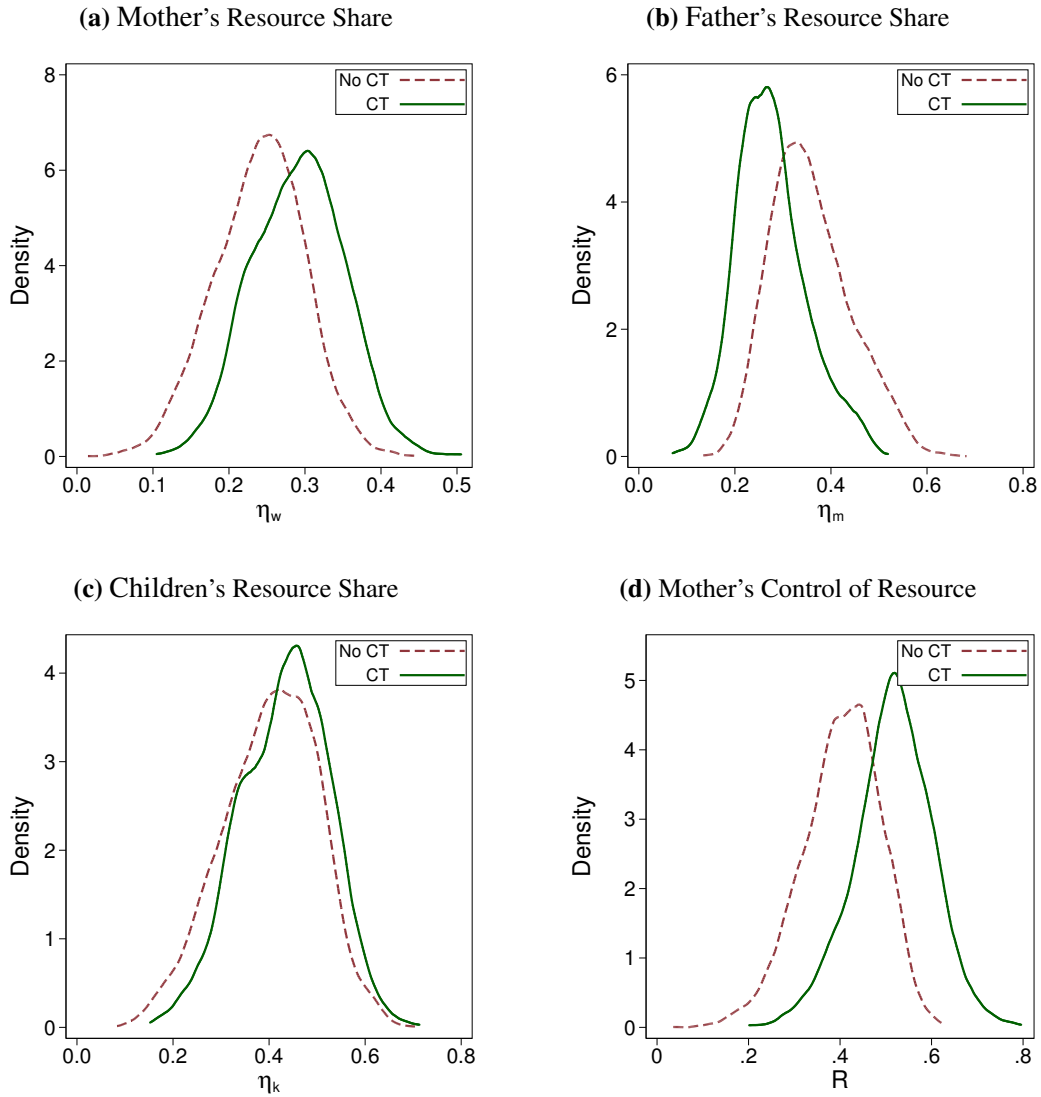 (a) Mother's Resource Share
No CT
CT
8
6
4
2
0
Density
0.0 0.1 0.2 0.3 0.4 0.5
η_w
(b) Father's Resource Share
No CT
CT
6
4
2
0
Density
0.0 0.2 0.4 0.6 0.8
η_m
(c) Children's Resource Share
No CT
CT
4
3
2
1
0
Density
0.0 0.2 0.4 0.6 0.8
η_k
(d) Mother's Control of Resource
No CT
CT
5
4
3
2
1
0
Density
0 .2 .4 .6 .8
R